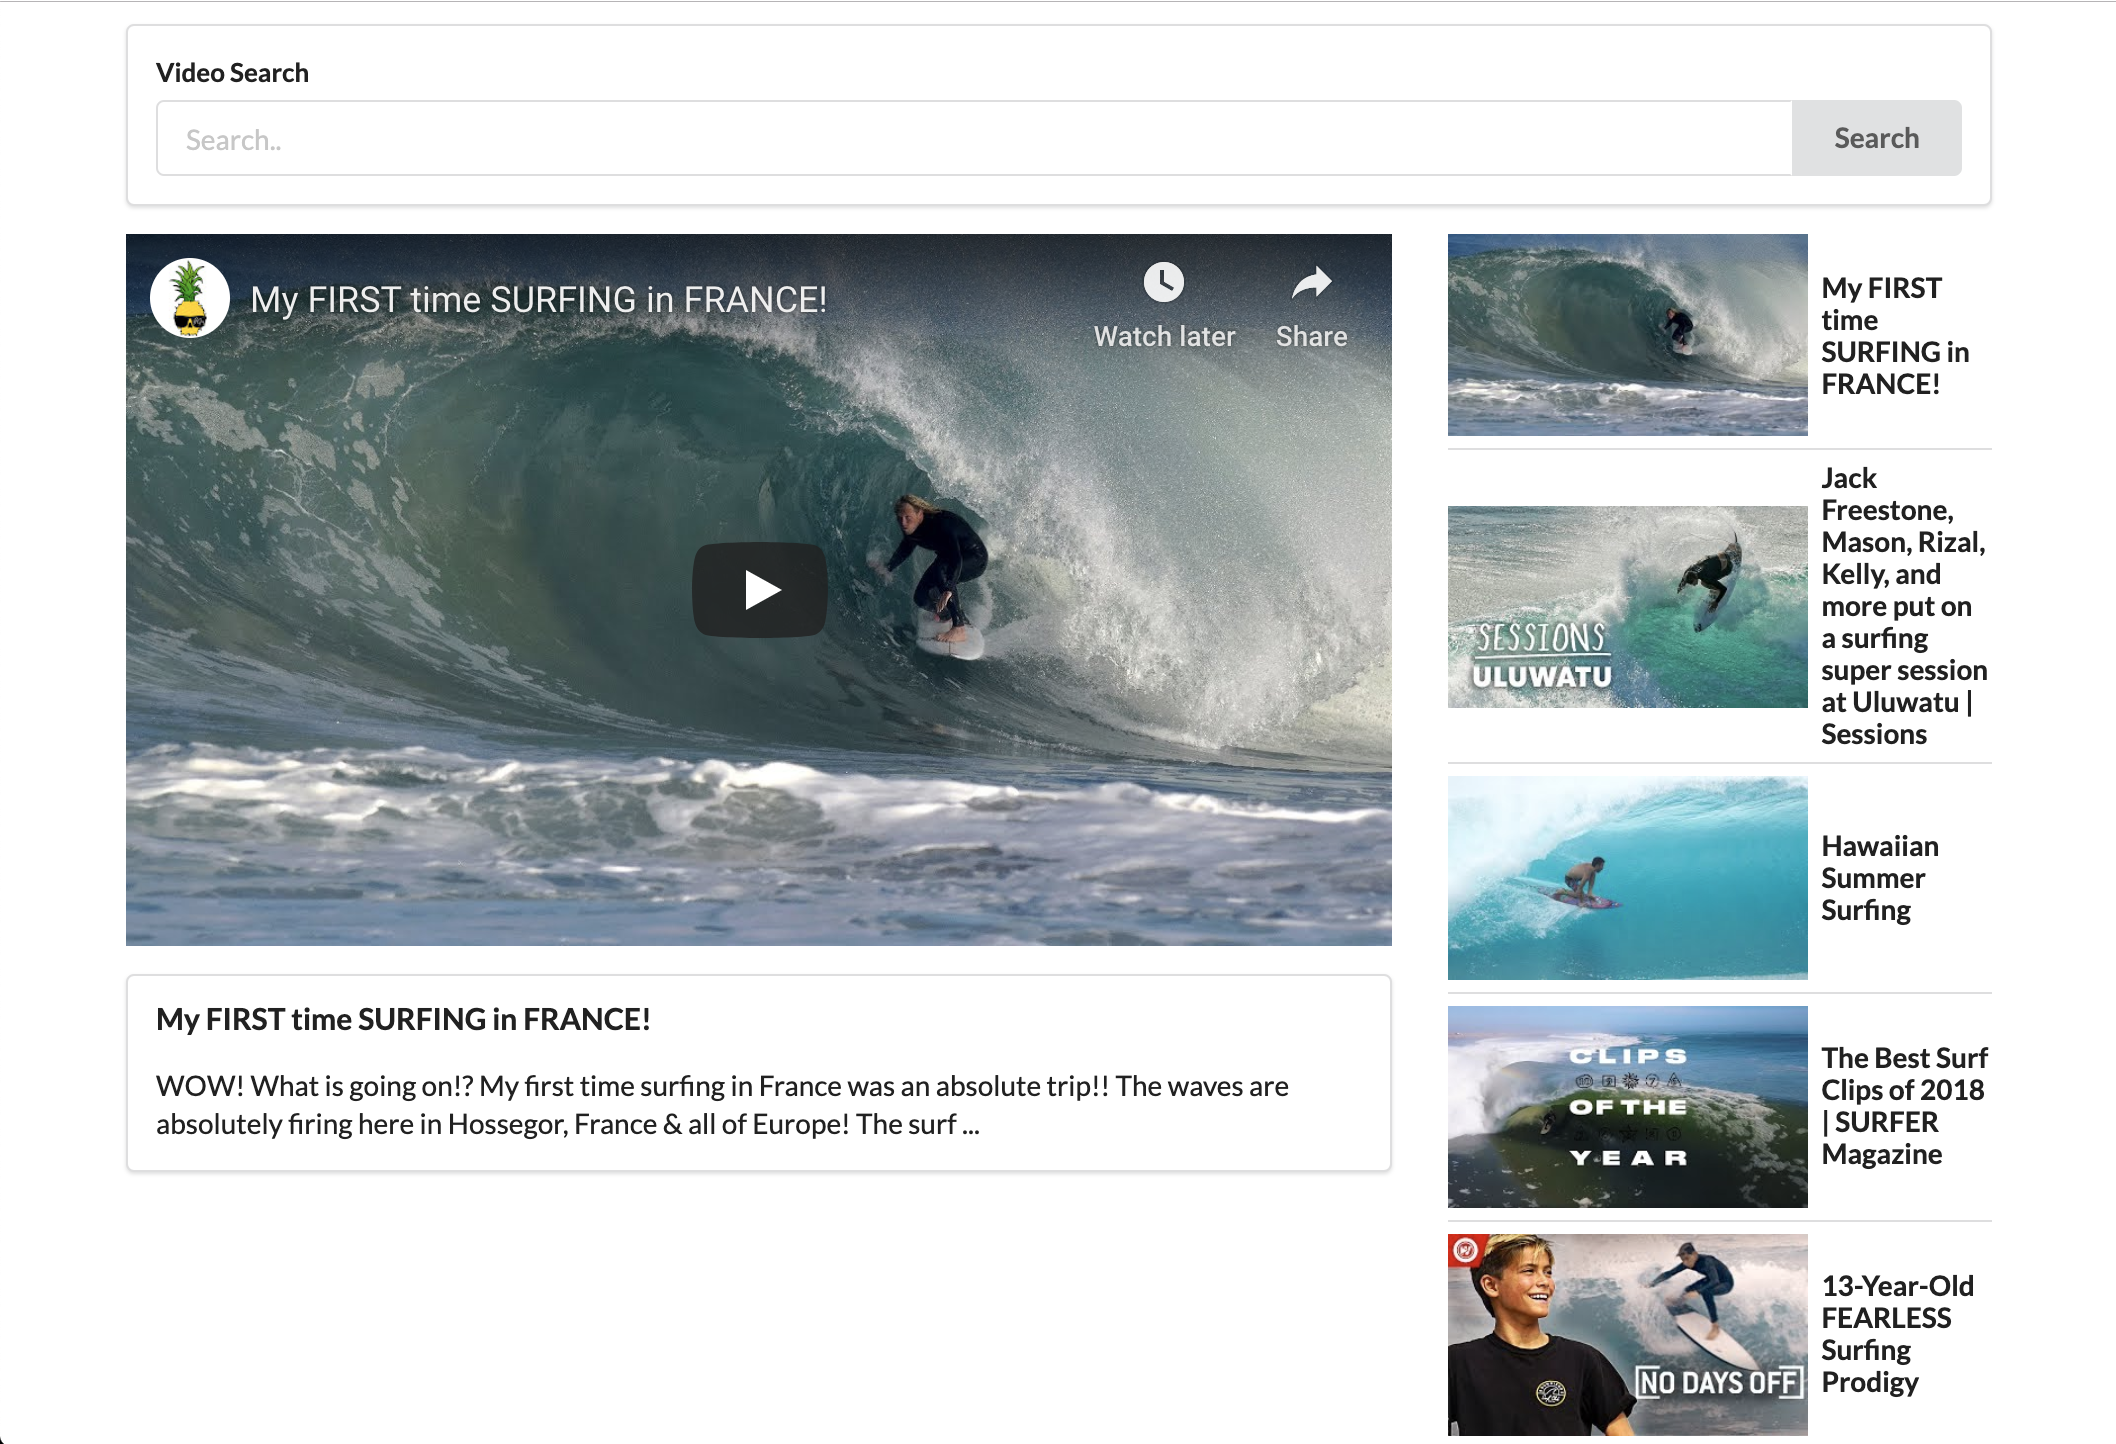 Video Search
Search..
Search
My FIRST time SURFING in FRANCE!
Watch later
Share
My FIRST time SURFING in FRANCE!
WOW! What is going on!? My first time surfing in France was an absolute trip!! The waves are
absolutely firing here in Hossegor, France & all of Europe! The surf ...
My FIRST
time
SURFING in
FRANCE!
SESSIONS
ULUWATU
Jack
Freestone,
Mason, Rizal,
Kelly, and
more put on
a surfing
super session
at Uluwatu |
Sessions
Hawaiian
Summer
Surfing
CLIPS
OF THE
YEAR
The Best Surf
Clips of 2018
| SURFER
Magazine
NO DAYS OFF
13-Year-Old
FEARLESS
Surfing
Prodigy